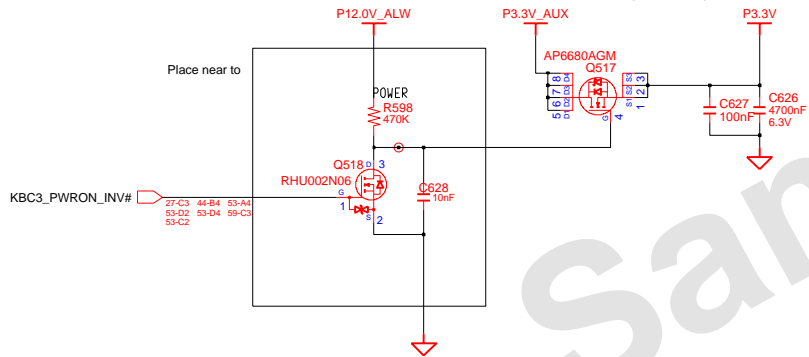 P12.0V_ALW
P3.3V_AUX
P3.3V
Place near to
AP6680AGM
Q517
8 D4
7 D3
6 D2
5 D1
S3 3
S2 2
S1 1
G 4
POWER
R598
470K
C627
100nF
C626
4700nF
6.3V
Q518
D 3
RHU002N06
G
1
S
2
C628
10nF
KBC3_PWRON_INV#
27-C3 44-B4 53-A4
53-D2 53-D4 59-C3
53-C2
San